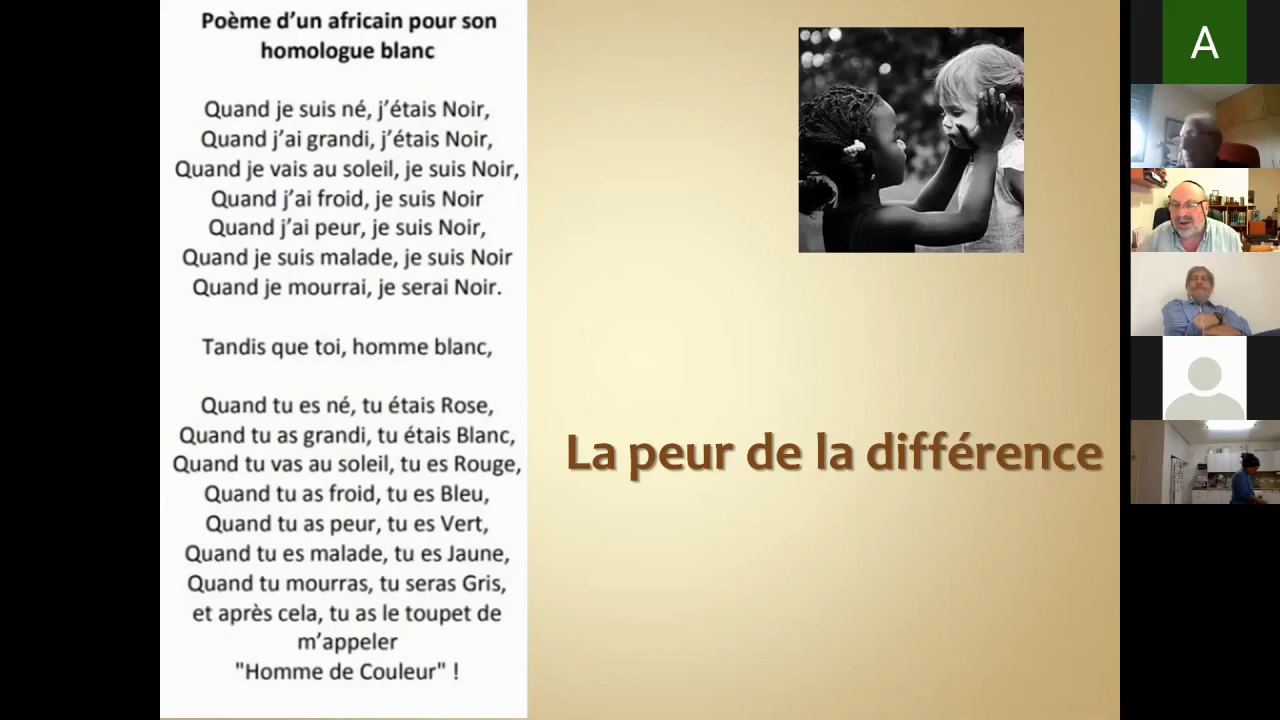 Poème d’un africain pour son
homologue blanc
Quand je suis né, j’étais Noir,
Quand j’ai grandi, j’étais Noir,
Quand je vais au soleil, je suis Noir,
Quand j’ai froid, je suis Noir
Quand j’ai peur, je suis Noir,
Quand je suis malade, je suis Noir
Quand je mourrai, je serai Noir.
Tandis que toi, homme blanc,
Quand tu es né, tu étais Rose,
Quand tu as grandi, tu étais Blanc,
Quand tu vas au soleil, tu es Rouge,
Quand tu as froid, tu es Bleu,
Quand tu as peur, tu es Vert,
Quand tu es malade, tu es Jaune,
Quand tu mourras, tu seras Gris,
et après cela, tu as le toupet de
m’appeler
"Homme de Couleur" !
La peur de la différence
A